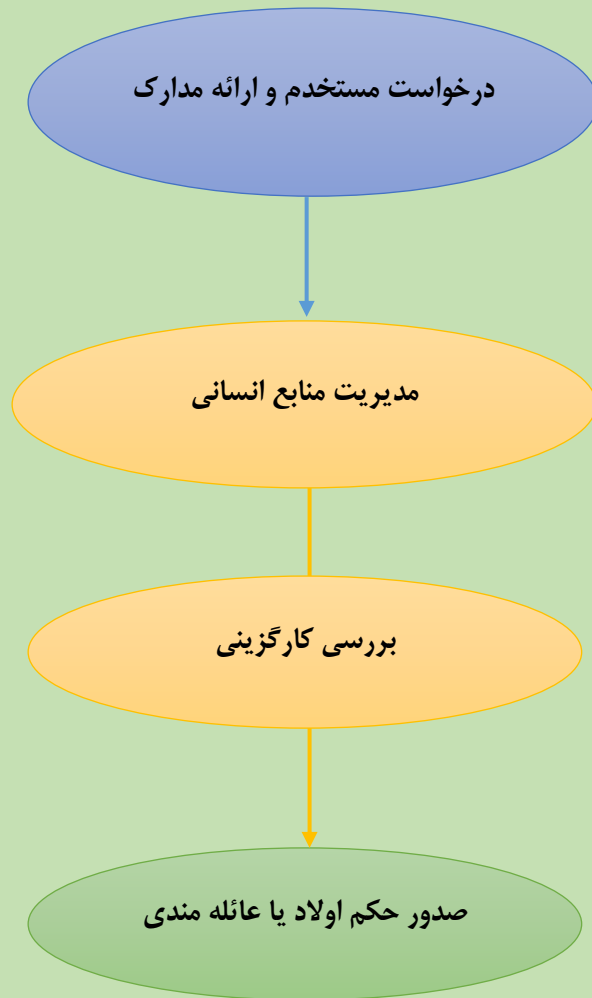 درخواست مستخدم و ارائه مدارک
مدیریت منابع انسانی
بررسی کارگزینی
صدور حکم اولاد یا عائله مندی